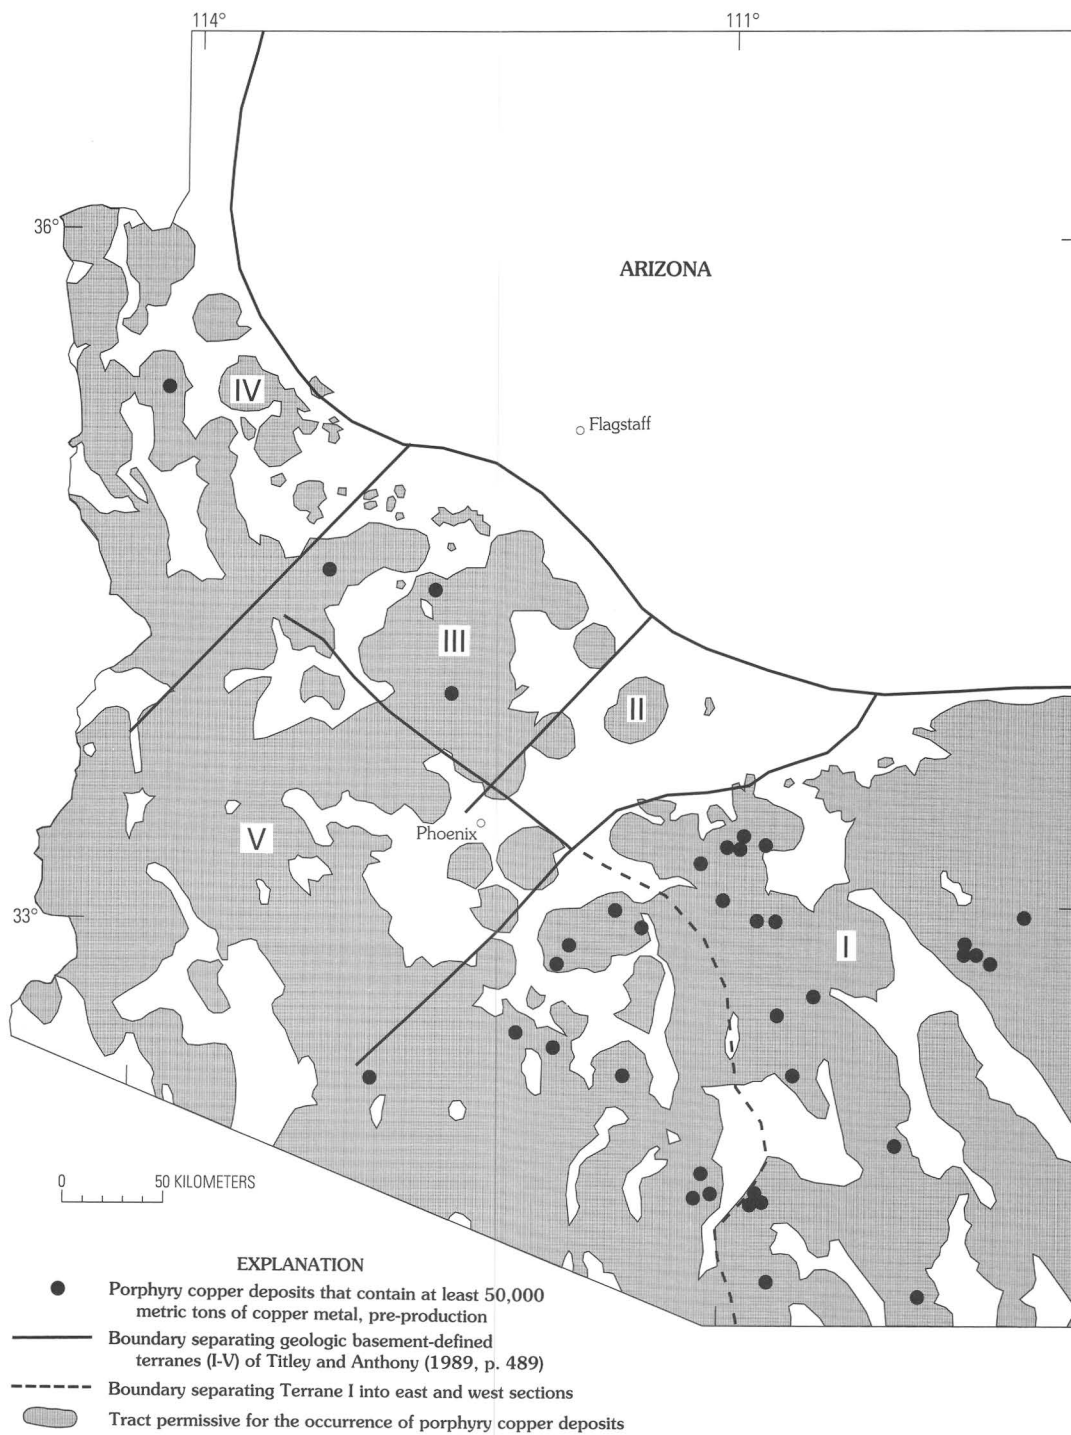 114°
111°
36°
ARIZONA
IV
Flagstaff
III
II
Phoenix
V
33°
I
0
50 KILOMETERS
EXPLANATION
Porphyry copper deposits that contain at least 50,000
metric tons of copper metal, pre-production
Boundary separating geologic basement-defined
terranes (I-V) of Titley and Anthony (1989, p. 489)
Boundary separating Terrane I into east and west sections
Tract permissive for the occurrence of porphyry copper deposits